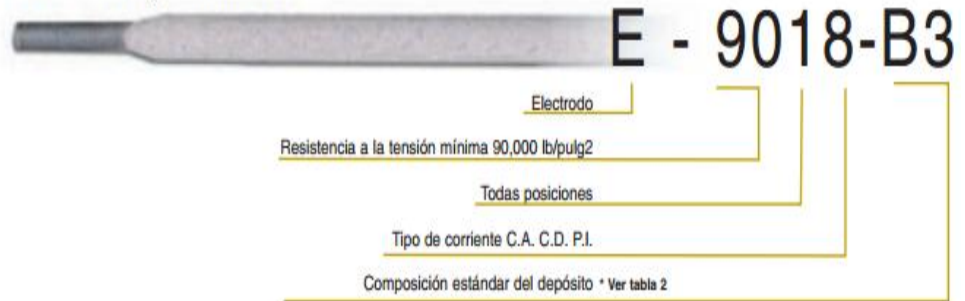 E - 9018-B3
Electrodo
Resistencia a la tensión mínima 90,000 lb/pulg2
Todas posiciones
Tipo de corriente C.A. C.D. P.I.
Composición estándar del depósito * Ver tabla 2